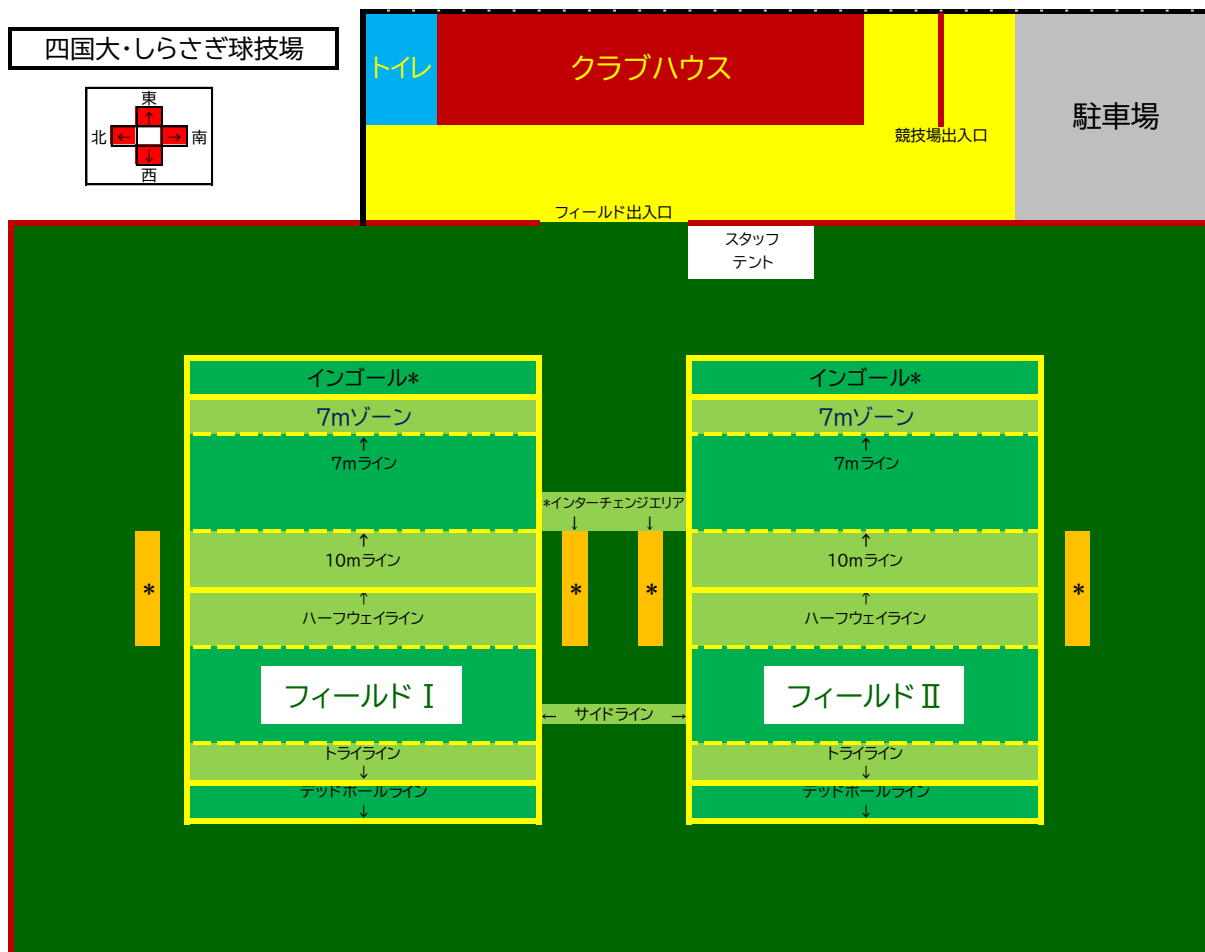 四国大・しらさぎ球技場
東
↑
北 ← → 南
↓
西
トイレ
クラブハウス
競技場出入口
駐車場
フィールド出入口
スタッフ
テント
インゴール*
7mゾーン
↑
7mライン
↑
10mライン
↑
ハーフウェイライン
フィールドⅠ
トライライン
↓
デッドボールライン
↓
*インターチェンジエリア
↓ ↓
* * * *
← サイドライン →
インゴール*
7mゾーン
↑
7mライン
↑
10mライン
↑
ハーフウェイライン
フィールドⅡ
トライライン
↓
デッドボールライン
↓